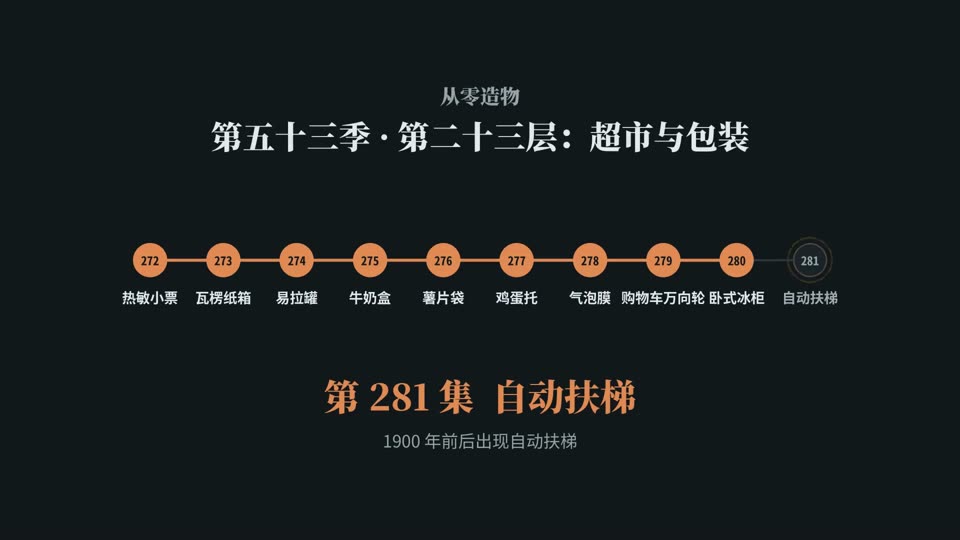 从零造物
第五十三季 · 第二十三层：超市与包装
272 273 274 275 276 277 278 279 280 281
热敏小票 瓦楞纸箱 易拉罐 牛奶盒 薯片袋 鸡蛋托 气泡膜 购物车万向轮 卧式冰柜 自动扶梯
第 281 集 自动扶梯
1900 年前后出现自动扶梯